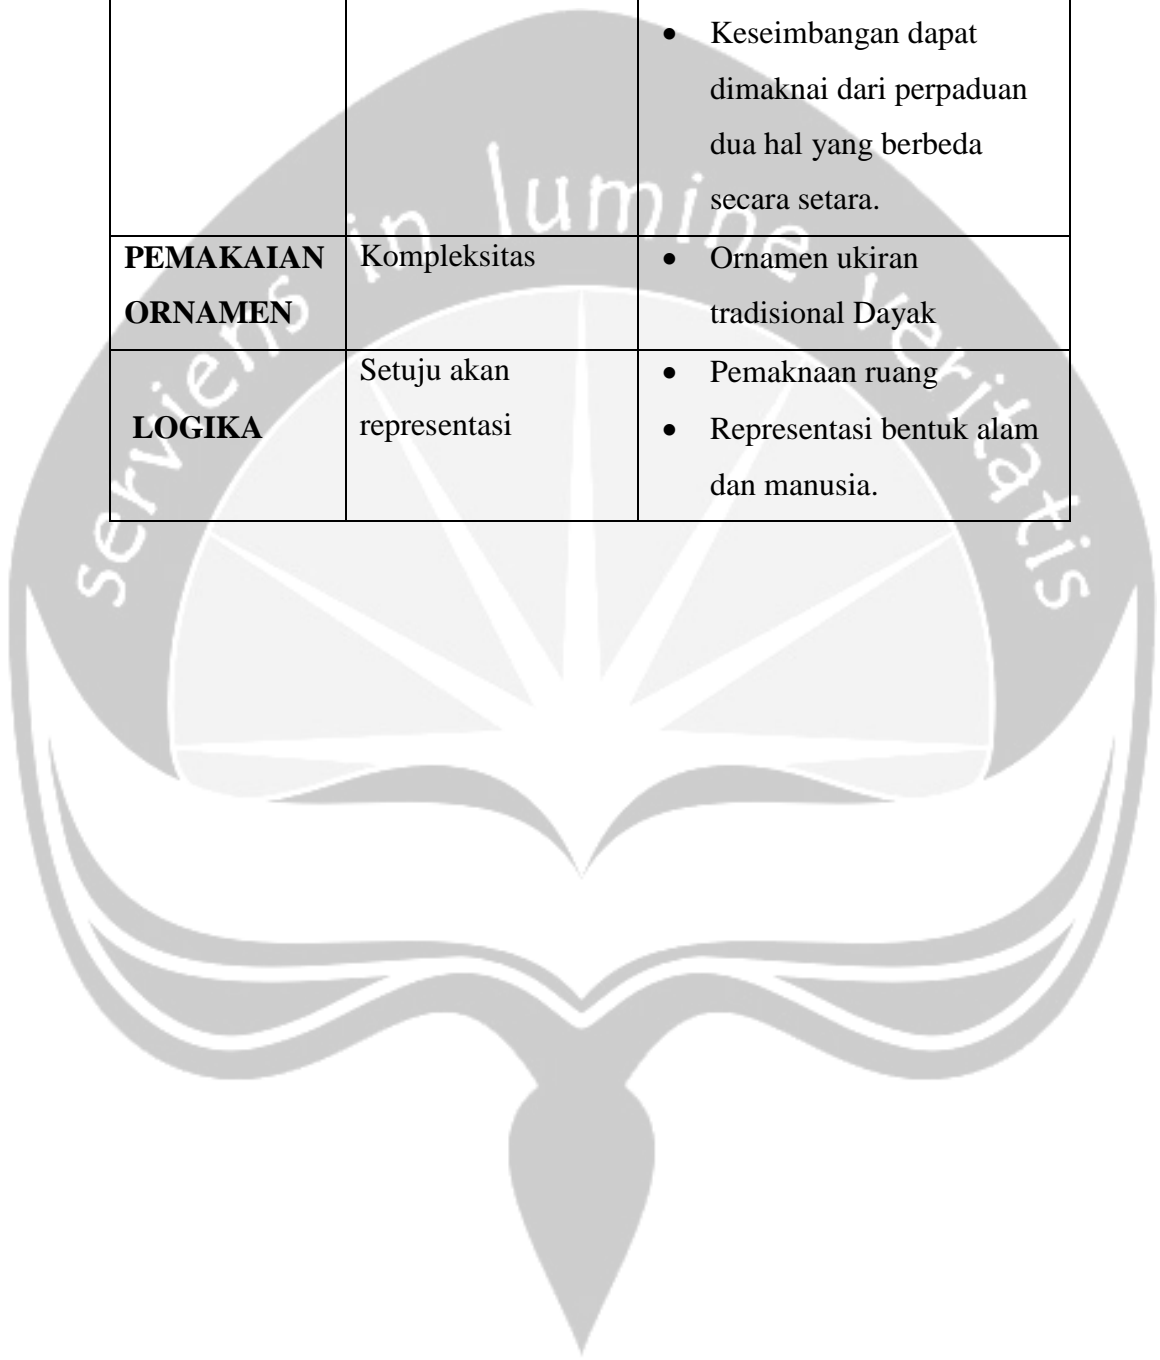 • Keseimbangan dapat
dimaknai dari perpaduan
dua hal yang berbeda
secara setara.
PEMAKAIAN
ORNAMEN
Kompleksitas
• Ornamen ukiran
tradisional Dayak
LOGIKA
Setuju akan
representasi
• Pemaknaan ruang
• Representasi bentuk alam
dan manusia.
serviens in lumine veritatis